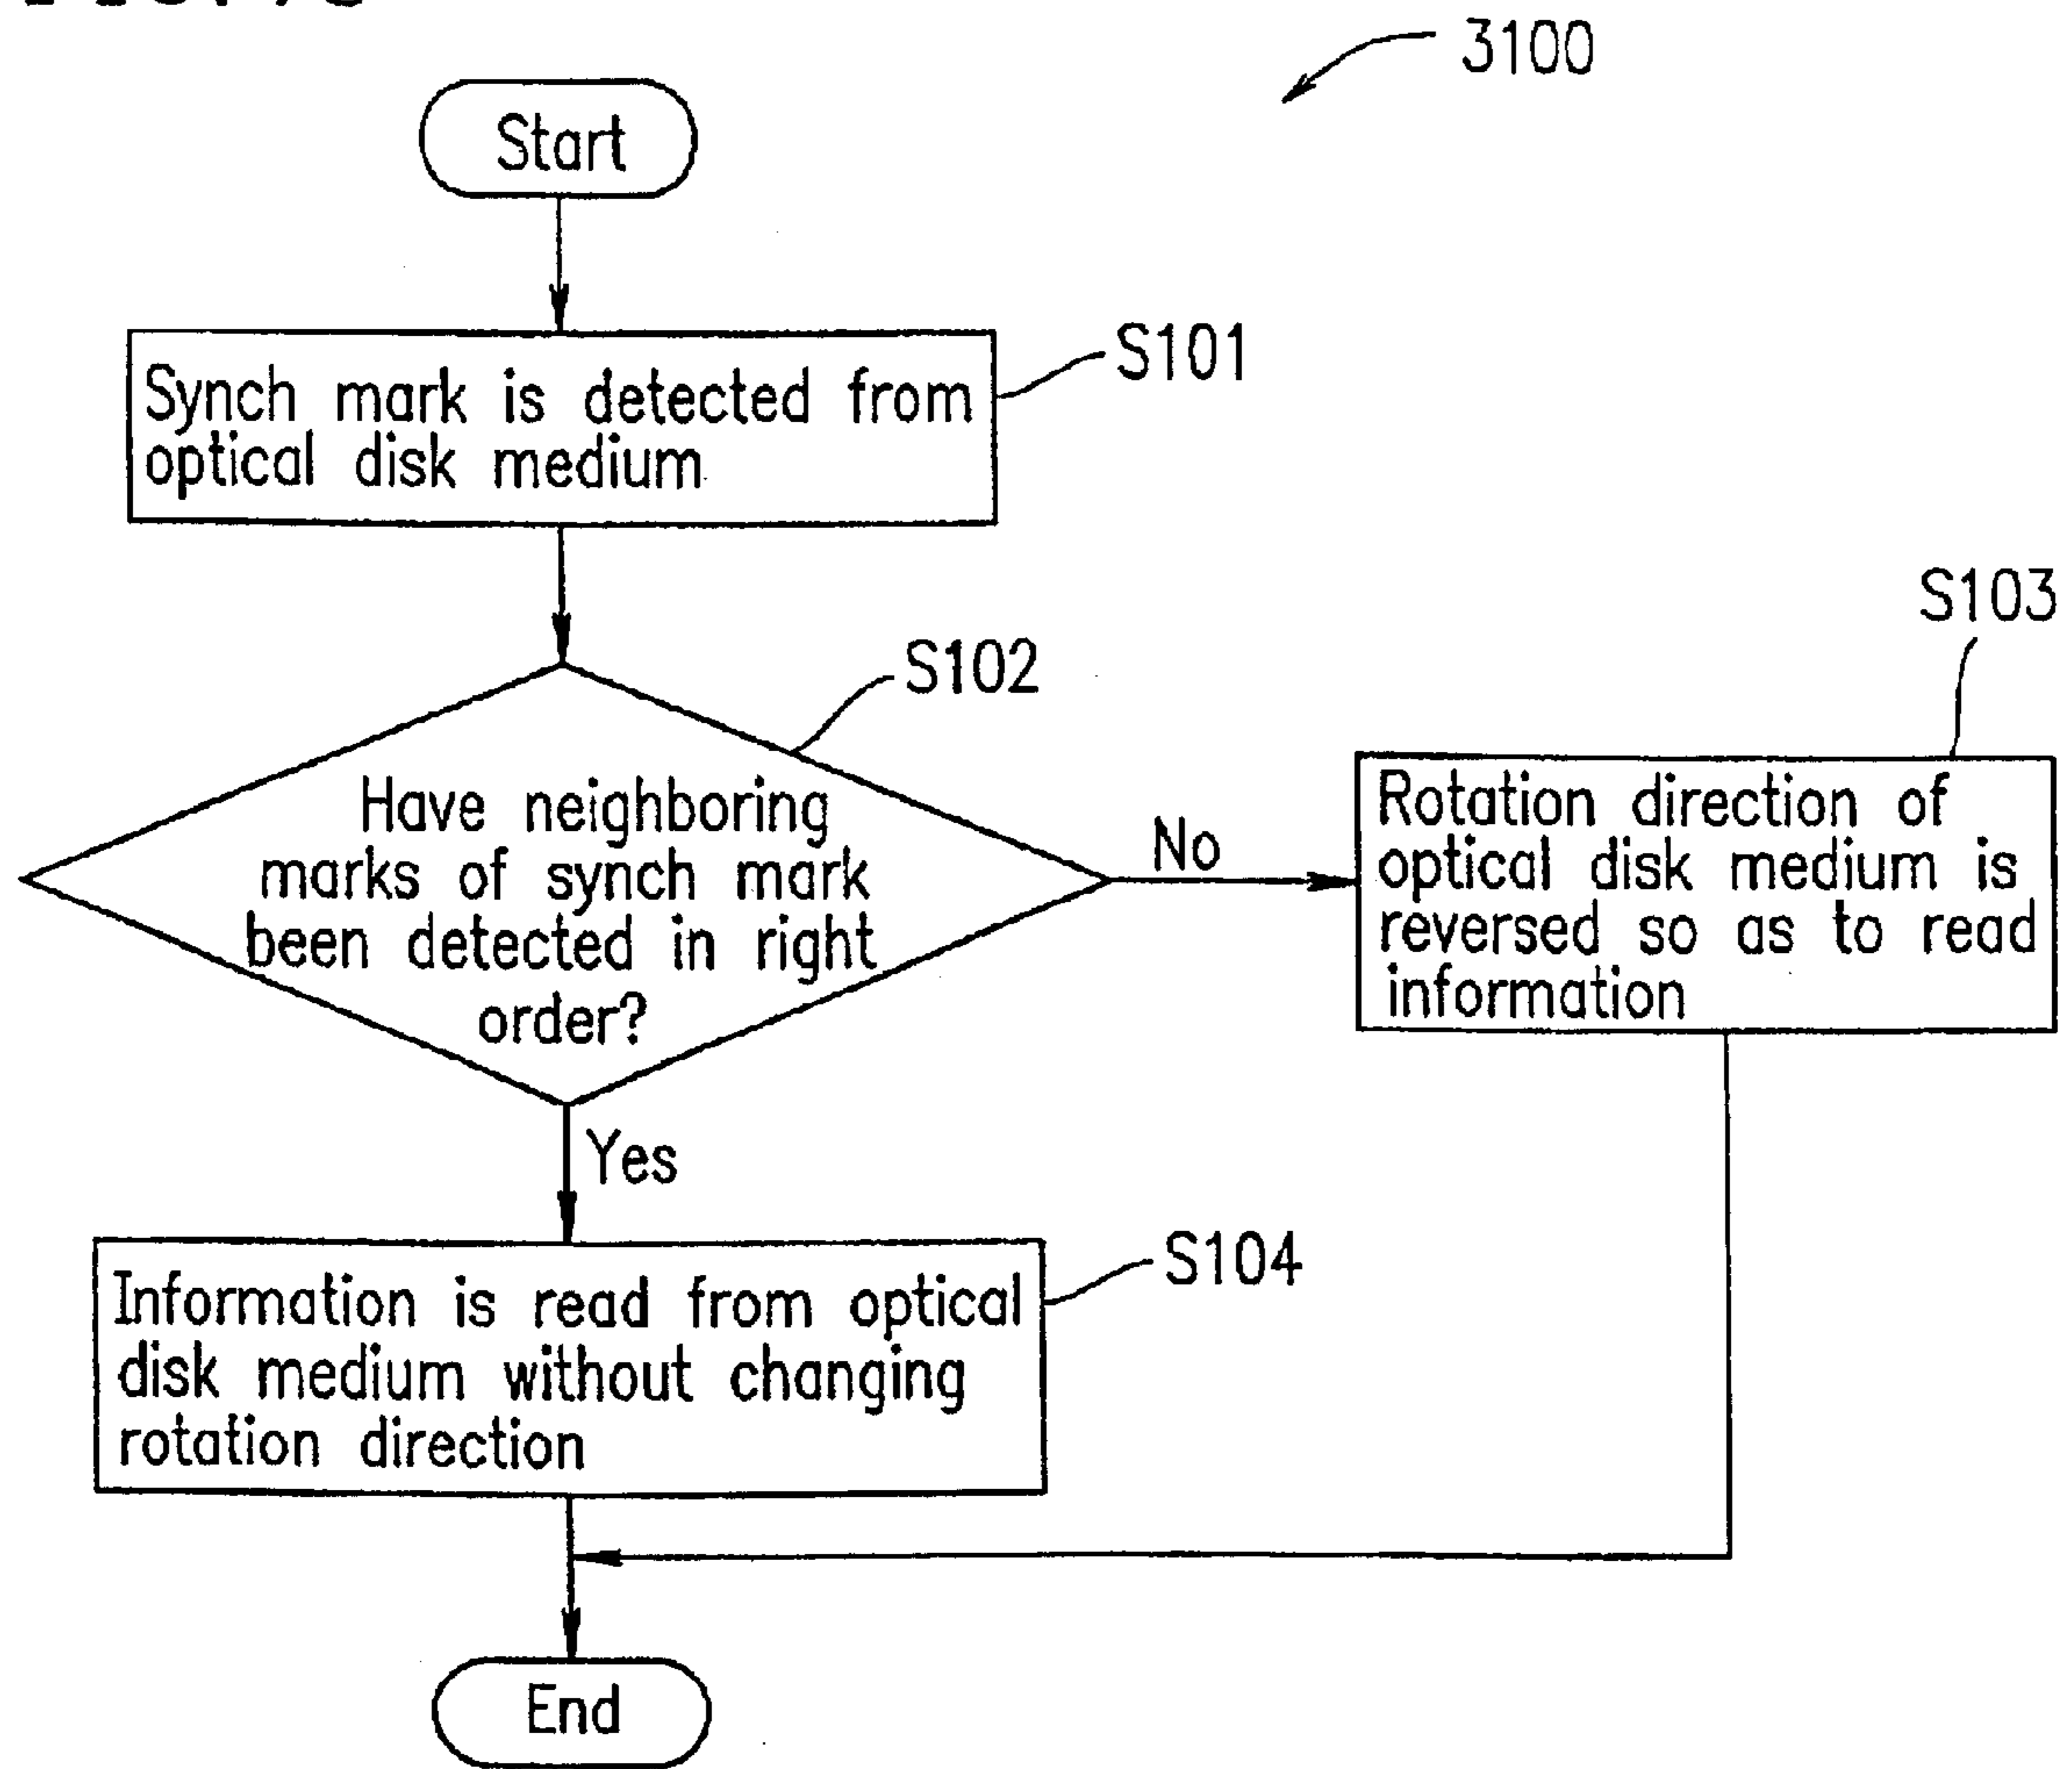 3100
Start
S101
Synch mark is detected from
optical disk medium
S102
Have neighboring
marks of synch mark
been detected in right
order?
No
S103
Rotation direction of
optical disk medium is
reversed so as to read
information
Yes
S104
Information is read from optical
disk medium without changing
rotation direction
End